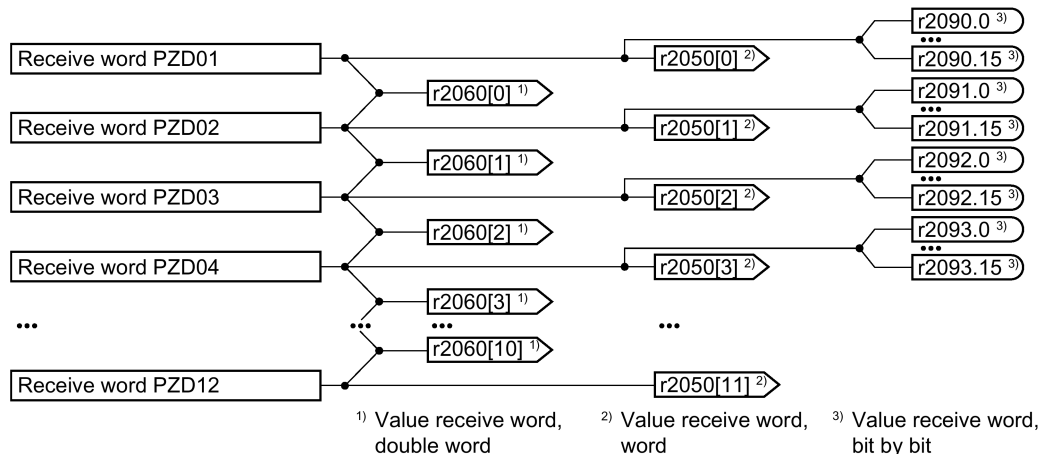 r2090.0 3)
•••
Receive word PZD01 r2050[0] 2) r2090.15 3)
r2060[0] 1) r2091.0 3)
•••
Receive word PZD02 r2050[1] 2) r2091.15 3)
r2060[1] 1) r2092.0 3)
•••
Receive word PZD03 r2050[2] 2) r2092.15 3)
r2060[2] 1) r2093.0 3)
•••
Receive word PZD04 r2050[3] 2) r2093.15 3)
r2060[3] 1)
••• ••• ••• •••
r2060[10] 1)
Receive word PZD12 r2050[11] 2)
1) Value receive word, 2) Value receive word, 3) Value receive word,
double word word bit by bit